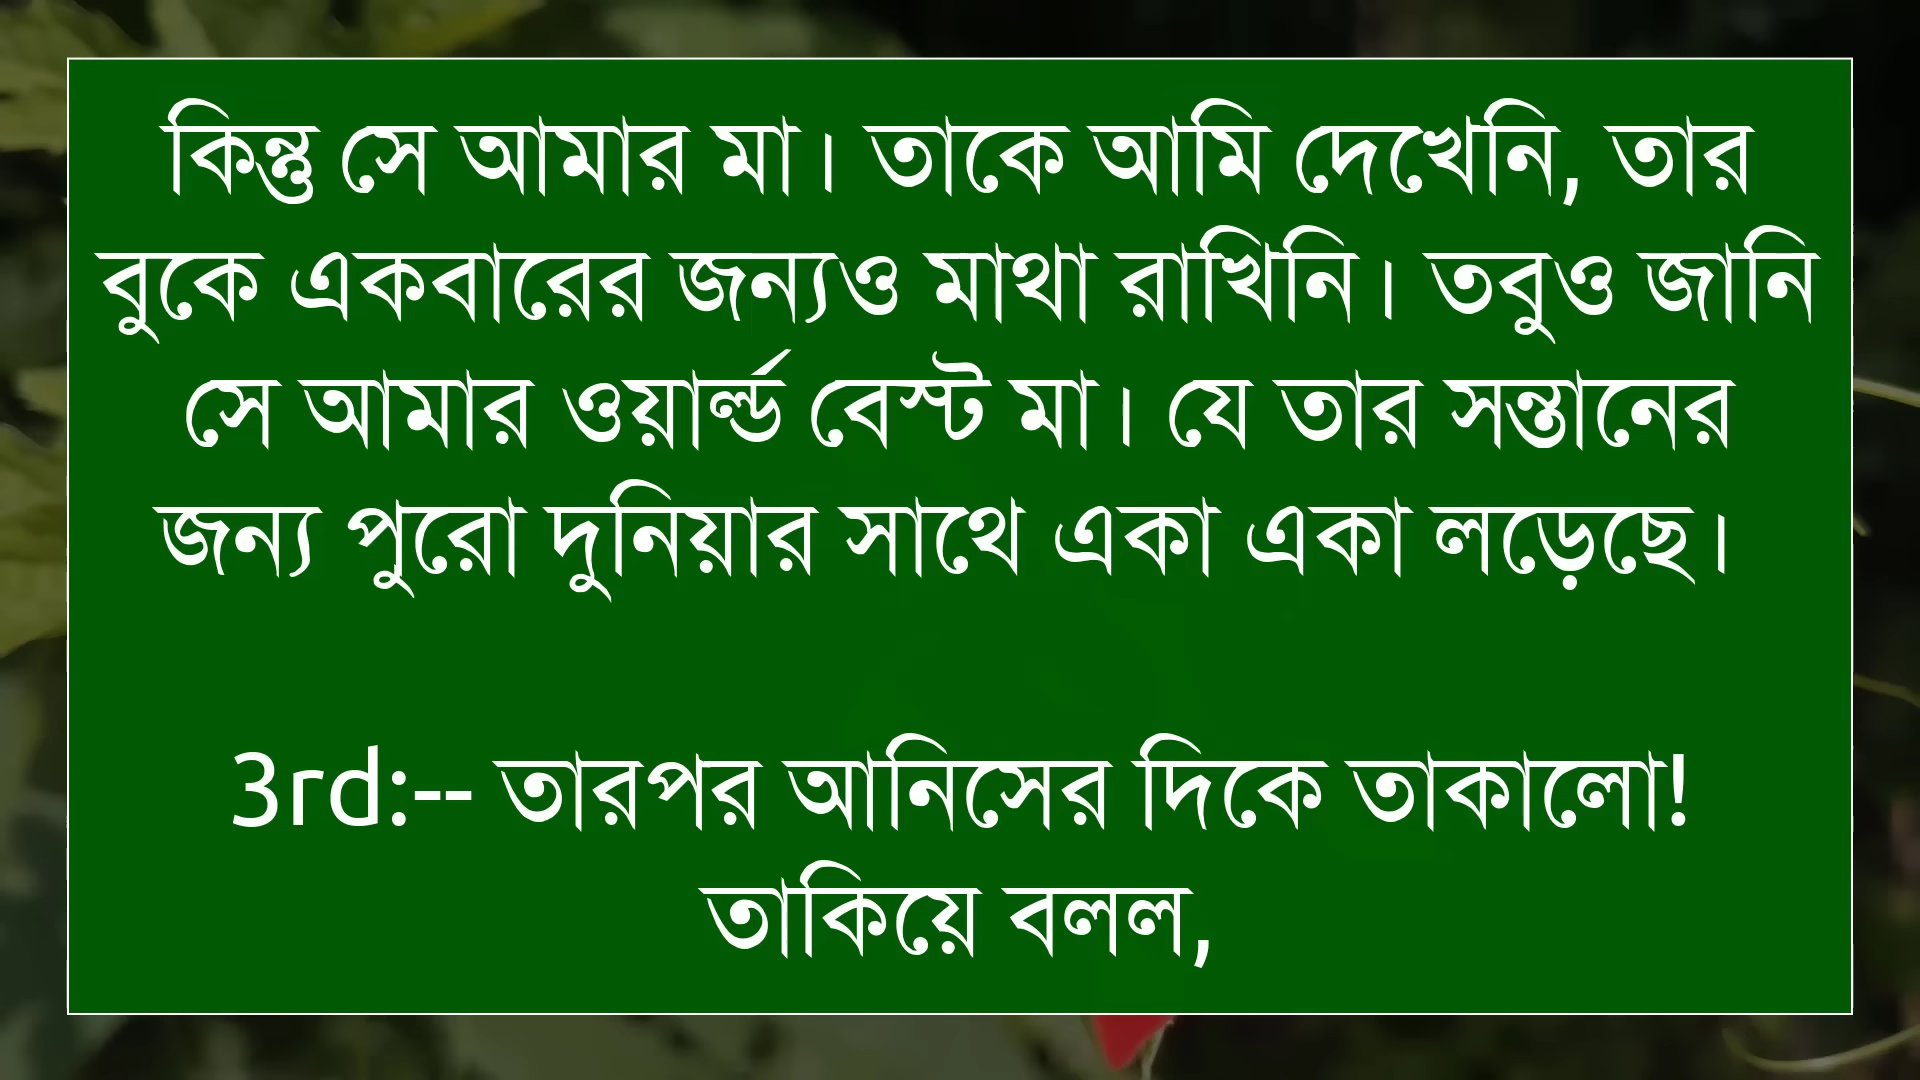 কিন্তু সে আমার মা। তাকে আমি দেখেনি, তার
বুকে একবারের জন্যও মাথা রাখিনি। তবুও জানি
সে আমার ওয়ার্ল্ড বেস্ট মা। যে তার সন্তানের
জন্য পুরো দুনিয়ার সাথে একা একা লড়েছে।
3rd:-- তারপর আনিসের দিকে তাকালো!
তাকিয়ে বলল,